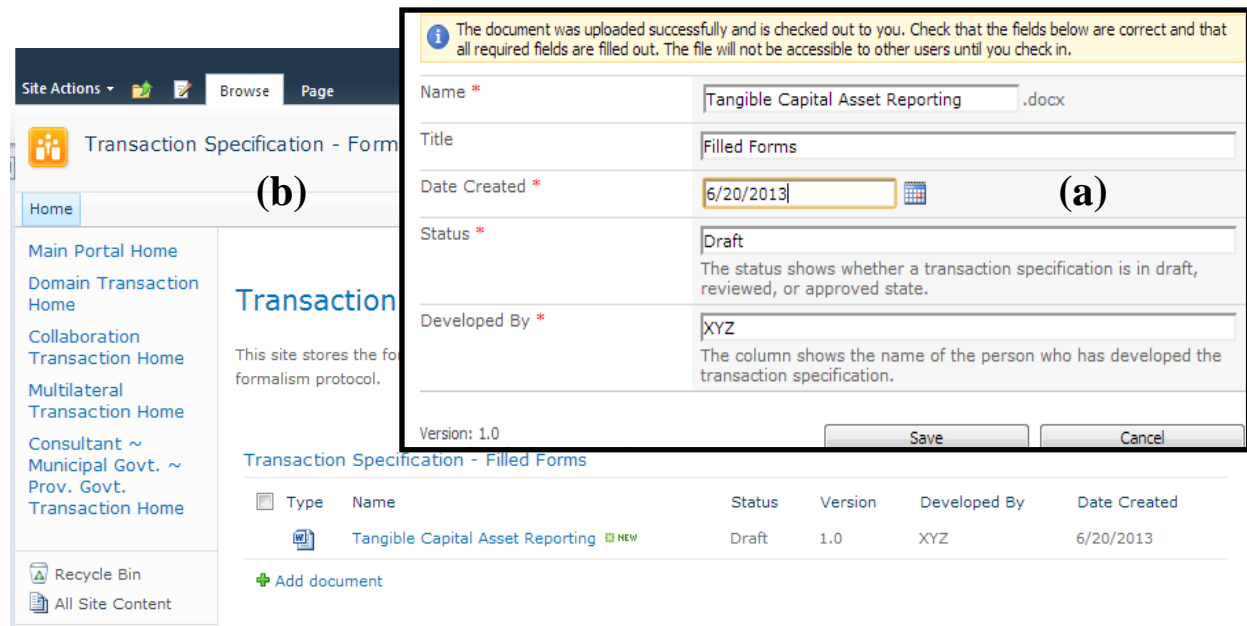 The document was uploaded successfully and is checked out to you. Check that the fields below are correct and that
all required fields are filled out. The file will not be accessible to other users until you check in.
Name *
Tangible Capital Asset Reporting .docx
Title
Filled Forms
Date Created *
6/20/2013
(a)
Status *
Draft
The status shows whether a transaction specification is in draft,
reviewed, or approved state.
Developed By *
XYZ
The column shows the name of the person who has developed the
transaction specification.
Version: 1.0
Save Cancel
Site Actions Browse Page
Transaction Specification - Form
(b)
Home
Main Portal Home
Domain Transaction
Home
Collaboration
Transaction Home
Multilateral
Transaction Home
Consultant ~
Municipal Govt. ~
Prov. Govt.
Transaction Home
Recycle Bin
All Site Content
Transaction
This site stores the fo
formalism protocol.
Transaction Specification - Filled Forms
Type Name Status Version Developed By Date Created
Tangible Capital Asset Reporting NEW Draft 1.0 XYZ 6/20/2013
Add document